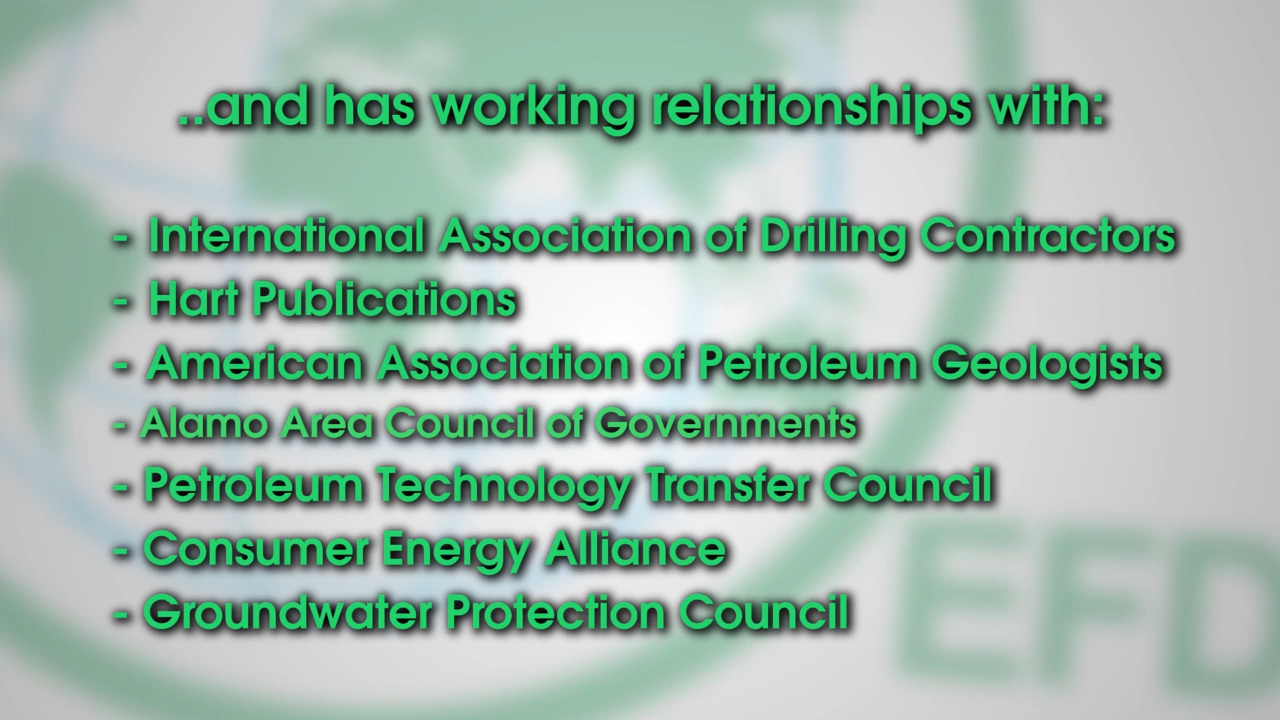 ..and has working relationships with:
- International Association of Drilling Contractors
- Hart Publications
- American Association of Petroleum Geologists
- Alamo Area Council of Governments
- Petroleum Technology Transfer Council
- Consumer Energy Alliance
- Groundwater Protection Council
EFD